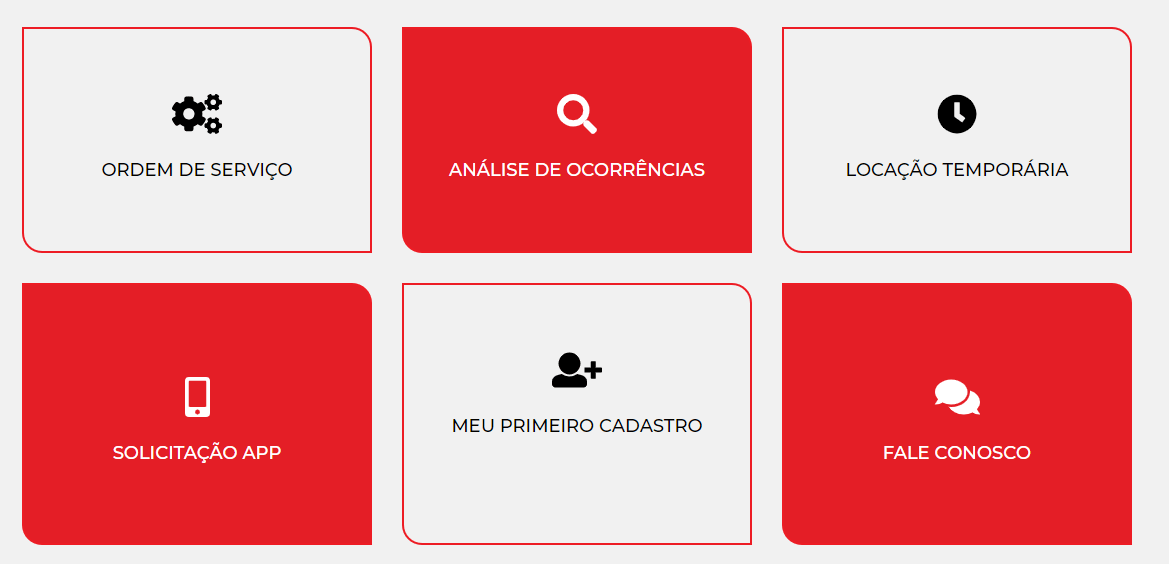 ORDEM DE SERVIÇO
ANÁLISE DE OCORRÊNCIAS
LOCAÇÃO TEMPORÁRIA
SOLICITAÇÃO APP
MEU PRIMEIRO CADASTRO
FALE CONOSCO